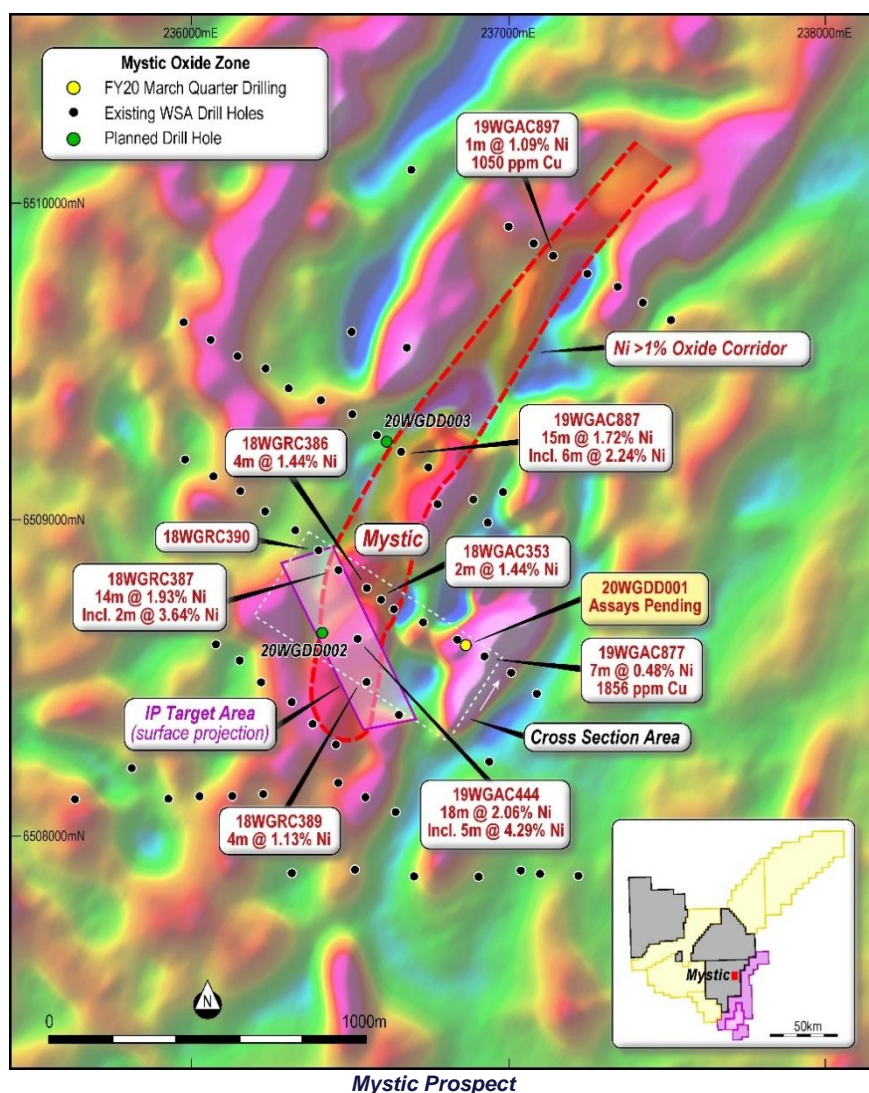 236000mE
237000mE
238000mE
Mystic Oxide Zone
FY20 March Quarter Drilling
Existing WSA Drill Holes
Planned Drill Hole
19WGAC897
1m @ 1.09% Ni
1050 ppm Cu
6510000mN
Ni >1% Oxide Corridor
20WGDD003
19WGAC887
15m @ 1.72% Ni
Incl. 6m @ 2.24% Ni
18WGRC386
4m @ 1.44% Ni
6509000mN
18WGRC390
Mystic
18WGAC353
2m @ 1.44% Ni
18WGRC387
14m @ 1.93% Ni
Incl. 2m @ 3.64% Ni
20WGDD001
Assays Pending
20WGDD002
19WGAC877
7m @ 0.48% Ni
1856 ppm Cu
IP Target Area
(surface projection)
Cross Section Area
19WGAC444
18m @ 2.06% Ni
Incl. 5m @ 4.29% Ni
18WGRC389
4m @ 1.13% Ni
6508000mN
N
0
1000m
Mystic
50km
Mystic Prospect